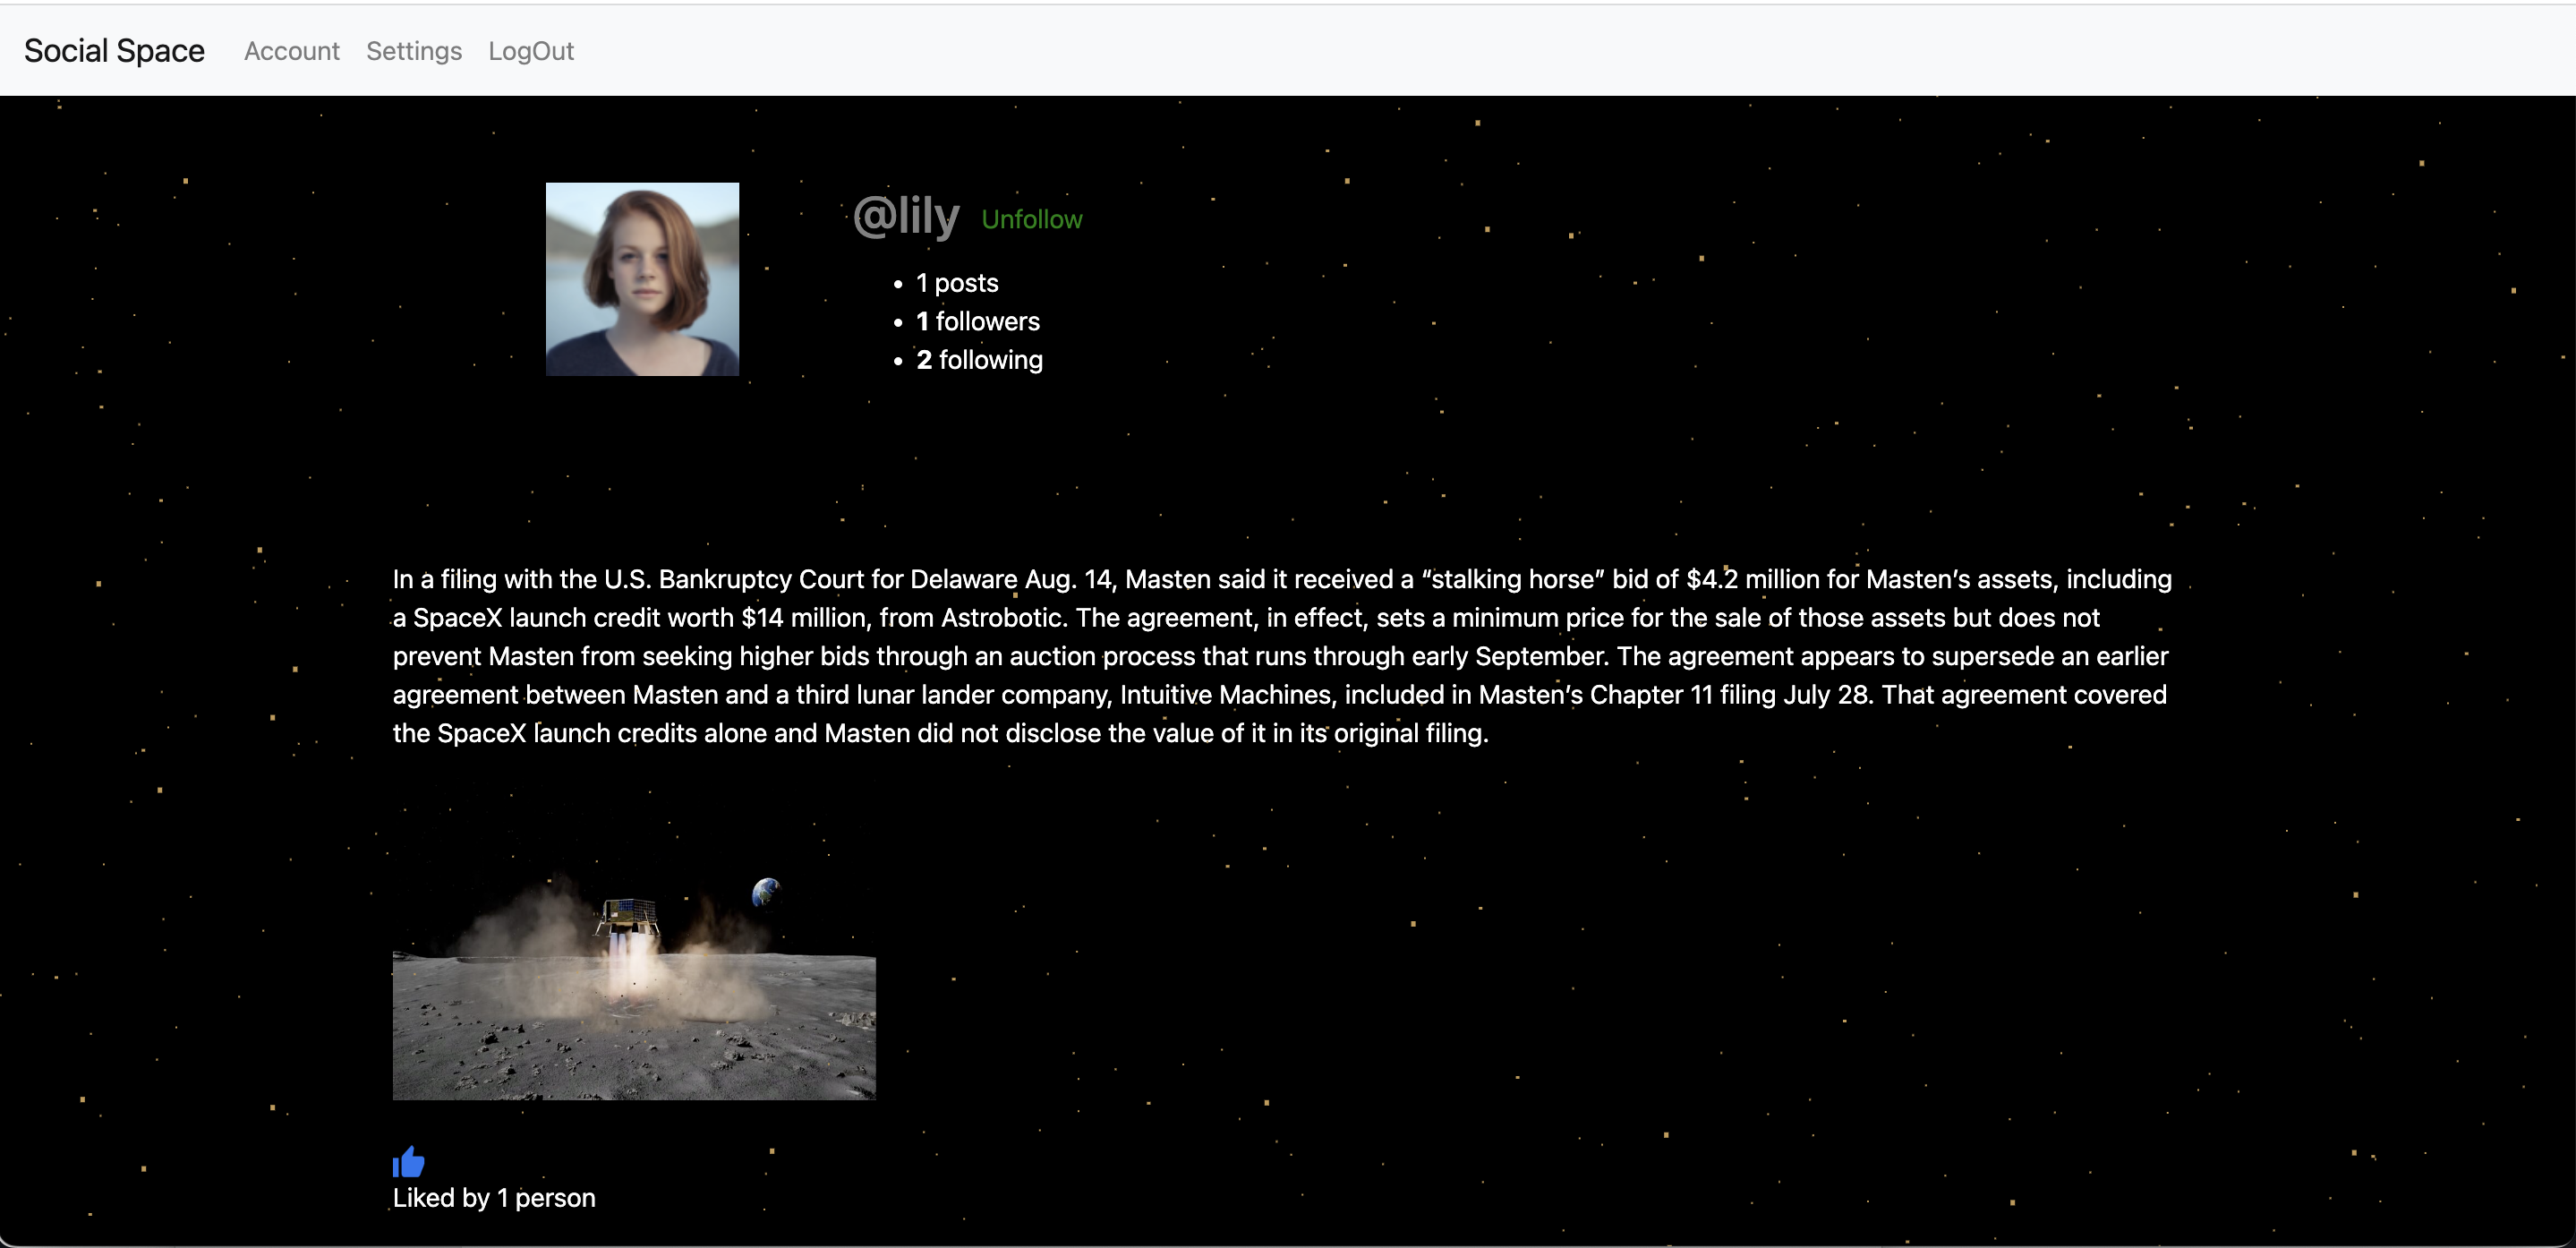 Social Space Account Settings LogOut
@lily Unfollow
1 posts
1 followers
2 following
In a filing with the U.S. Bankruptcy Court for Delaware Aug. 14, Masten said it received a “stalking horse” bid of $4.2 million for Masten’s assets, including
a SpaceX launch credit worth $14 million, from Astrobotic. The agreement, in effect, sets a minimum price for the sale of those assets but does not
prevent Masten from seeking higher bids through an auction process that runs through early September. The agreement appears to supersede an earlier
agreement between Masten and a third lunar lander company, Intuitive Machines, included in Masten’s Chapter 11 filing July 28. That agreement covered
the SpaceX launch credits alone and Masten did not disclose the value of it in its original filing.
Liked by 1 person